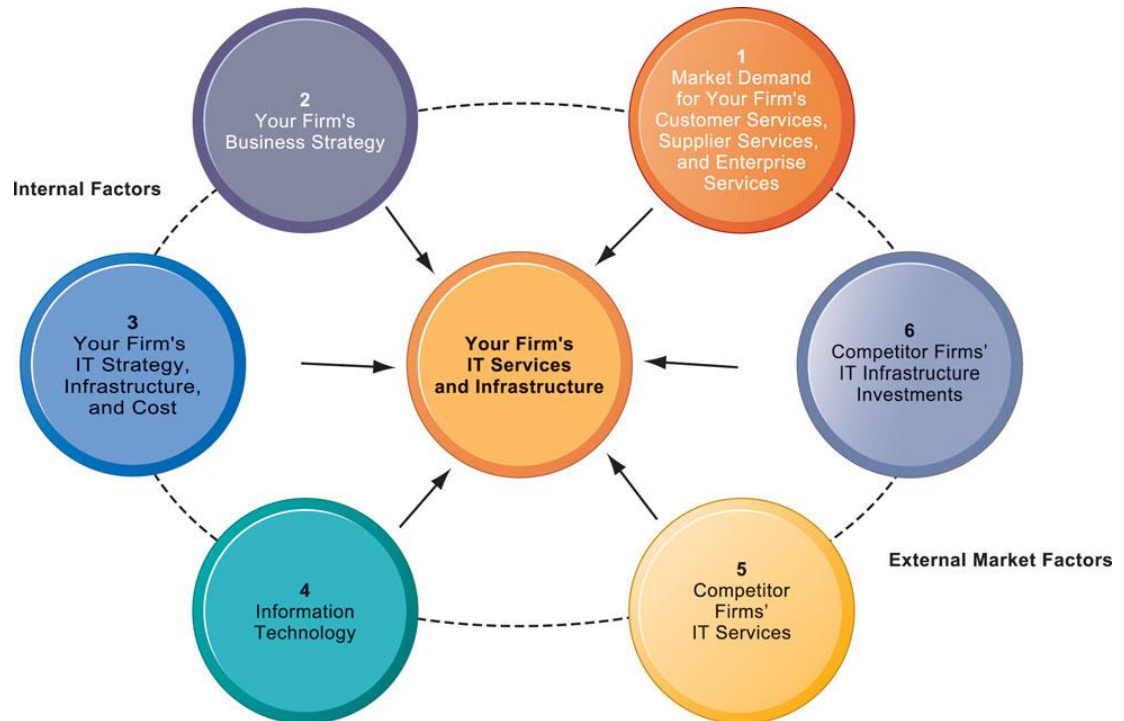 1
Market Demand
for Your Firm's
Customer Services,
Supplier Services,
and Enterprise
Services
2
Your Firm's
Business Strategy
Internal Factors
3
Your Firm's
IT Strategy,
Infrastructure,
and Cost
Your Firm's
IT Services
and Infrastructure
6
Competitor Firms’
IT Infrastructure
Investments
4
Information
Technology
5
Competitor
Firms’
IT Services
External Market Factors